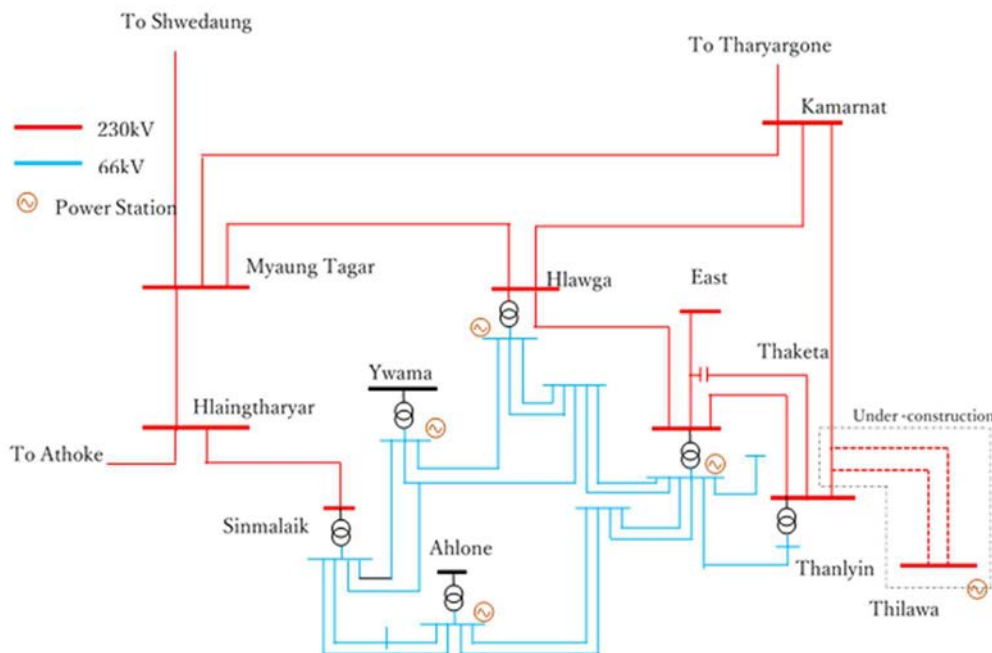 To Shwedaung
To Tharyargone
Kamarnat
230kV
66kV
Power Station
Myaung Tagar
Hlawga
East
Thaketa
Ywama
Hlaingtharyar
Under -construction
To Athoke
Sinmalaik
Ahlone
Thanlyin
Thilawa